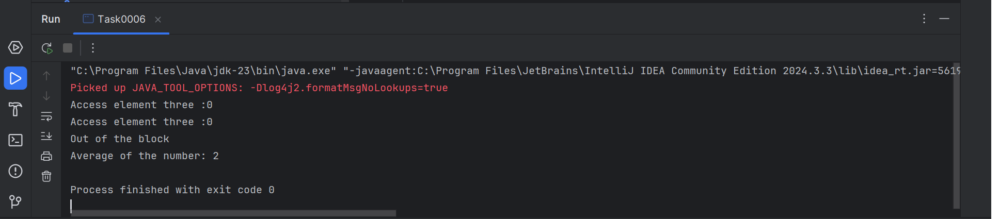 Run Task0006
"C:\Program Files\Java\jdk-23\bin\java.exe" "-javaagent:C:\Program Files\JetBrains\IntelliJ IDEA Community Edition 2024.3.3\lib\idea_rt.jar=5619
Picked up JAVA_TOOL_OPTIONS: -Dlog4j2.formatMsgNoLookups=true
Access element three :0
Access element three :0
Out of the block
Average of the number: 2
Process finished with exit code 0